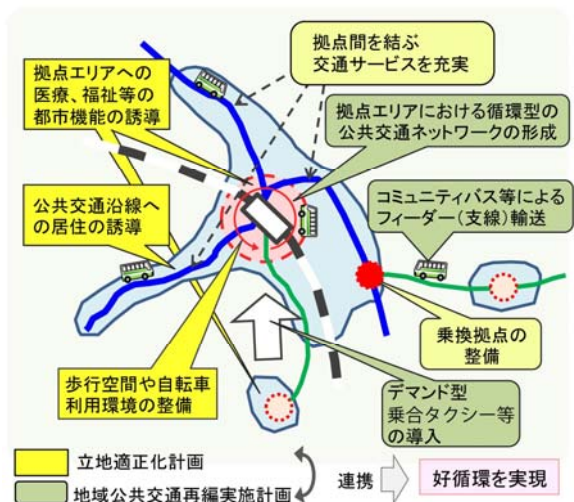 拠点間を結ぶ
交通サービスを充実
拠点エリアへの
医療、福祉等の
都市機能の誘導
拠点エリアにおける循環型の
公共交通ネットワークの形成
公共交通沿線へ
の居住の誘導
コミュニティバス等による
フィーダー(支線)輸送
乗換拠点の
整備
歩行空間や自転車
利用環境の整備
デマンド型
乗合タクシー等
の導入
立地適正化計画
地域公共交通再編実施計画
連携
好循環を実現